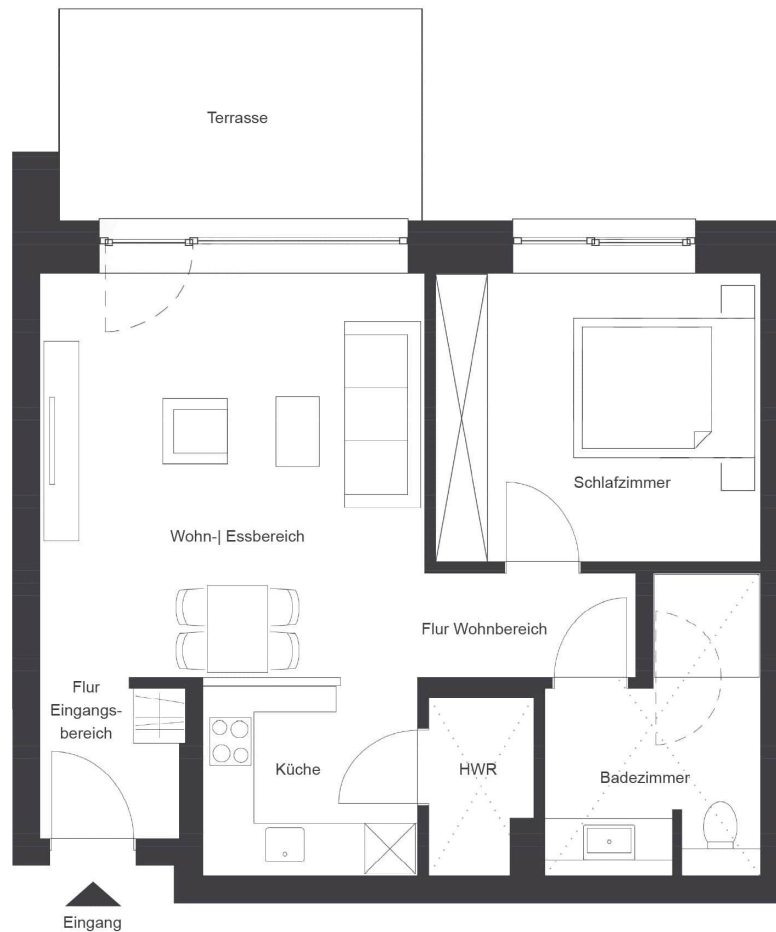 Terrasse
Schlafzimmer
Wohn-| Essbereich
Flur Wohnbereich
Flur
Eingangs-
bereich
Küche
HWR
Badezimmer
Eingang